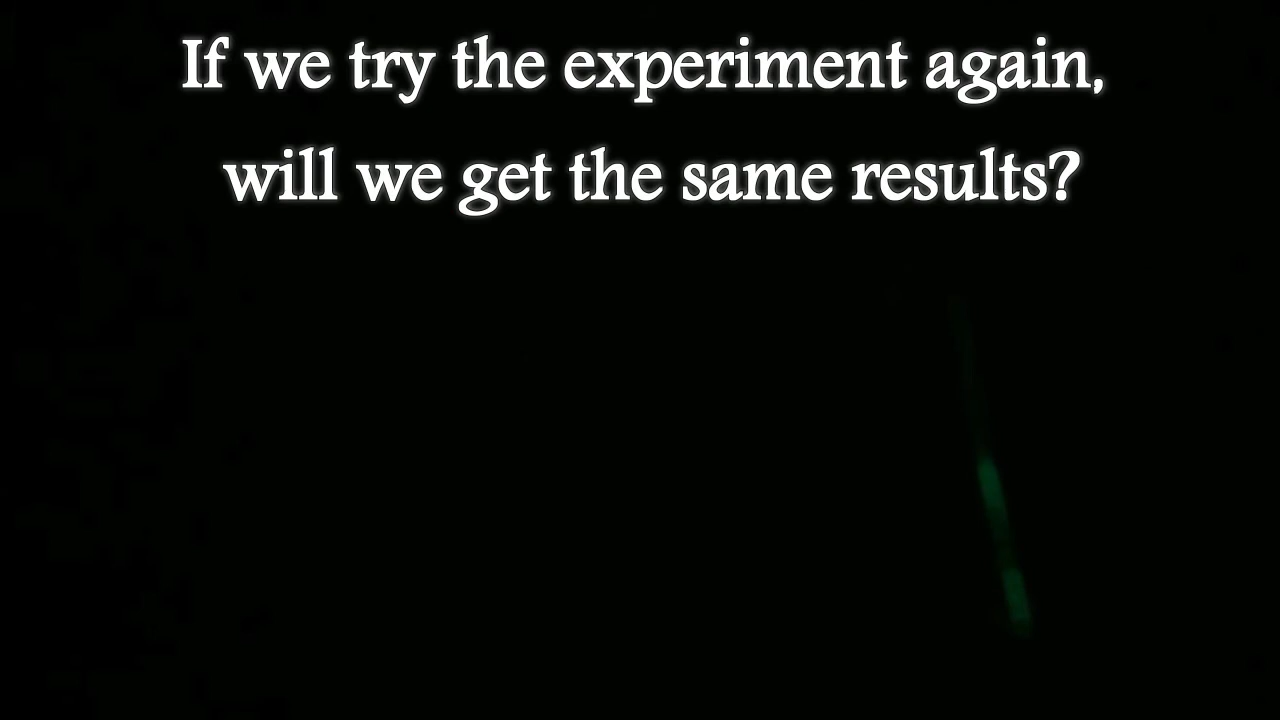 If we try the experiment again,
will we get the same results?